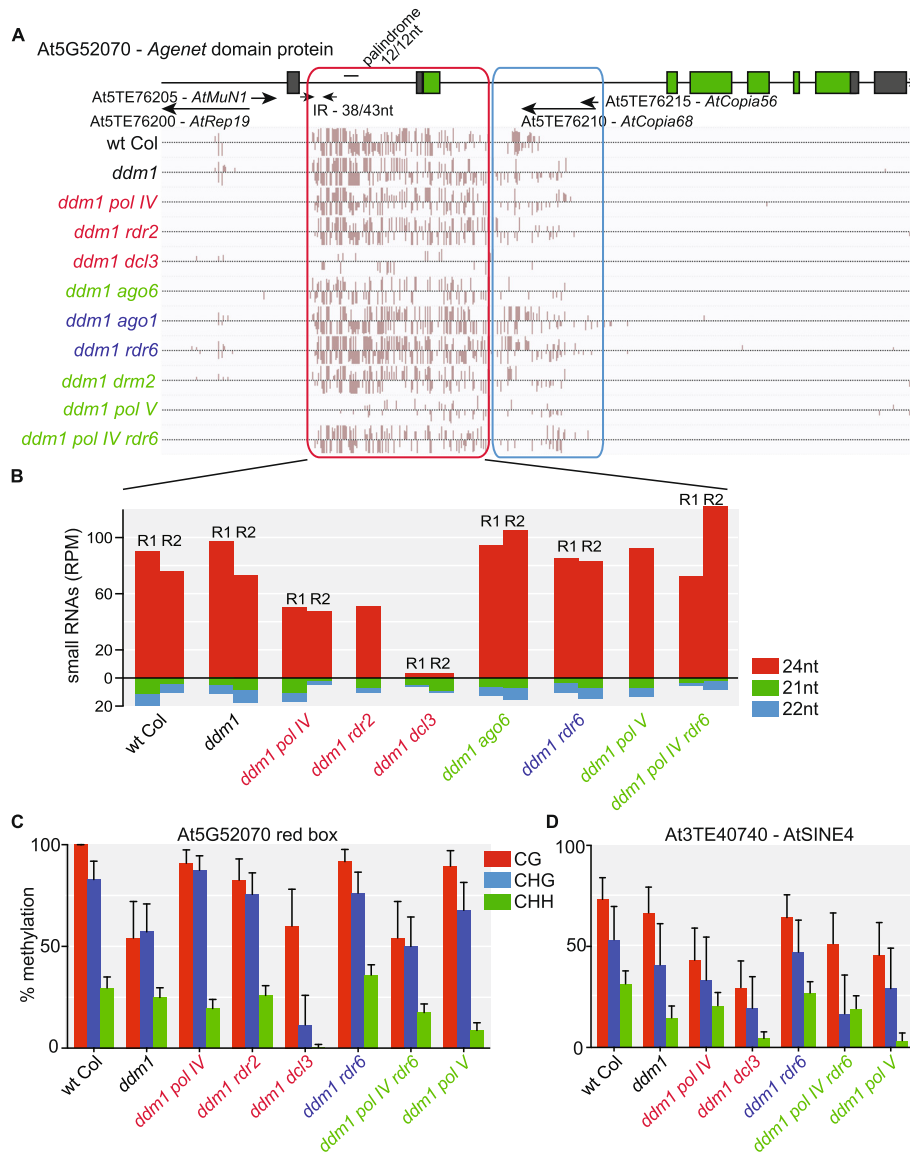 A
At5G52070 - Agenet domain protein
palindrome
12/12nt
At5TE76205 - AtMuN1
IR - 38/43nt
At5TE76215 - AtCopia56
At5TE76200 - AtRep19
At5TE76210 - AtCopia68
wt Col
ddm1
ddm1 pol IV
ddm1 rdr2
ddm1 dcl3
ddm1 ago6
ddm1 ago1
ddm1 rdr6
ddm1 drm2
ddm1 pol V
ddm1 pol IV rdr6
B
small RNAs (RPM)
100
60
20
0
20
R1 R2
R1 R2
R1 R2
R1 R2
R1 R2
R1 R2
R1 R2
24nt
21nt
22nt
wt Col
ddm1
ddm1 pol IV
ddm1 rdr2
ddm1 dcl3
ddm1 ago6
ddm1 rdr6
ddm1 pol V
ddm1 pol IV rdr6
C
At5G52070 red box
% methylation
100
50
0
CG
CHG
CHH
wt Col
ddm1
ddm1 pol IV
ddm1 rdr2
ddm1 dcl3
ddm1 rdr6
ddm1 pol IV rdr6
ddm1 pol V
D
At3TE40740 - AtSINE4
100
50
0
wt Col
ddm1
ddm1 pol IV
ddm1 dcl3
ddm1 rdr6
ddm1 pol IV rdr6
ddm1 pol V